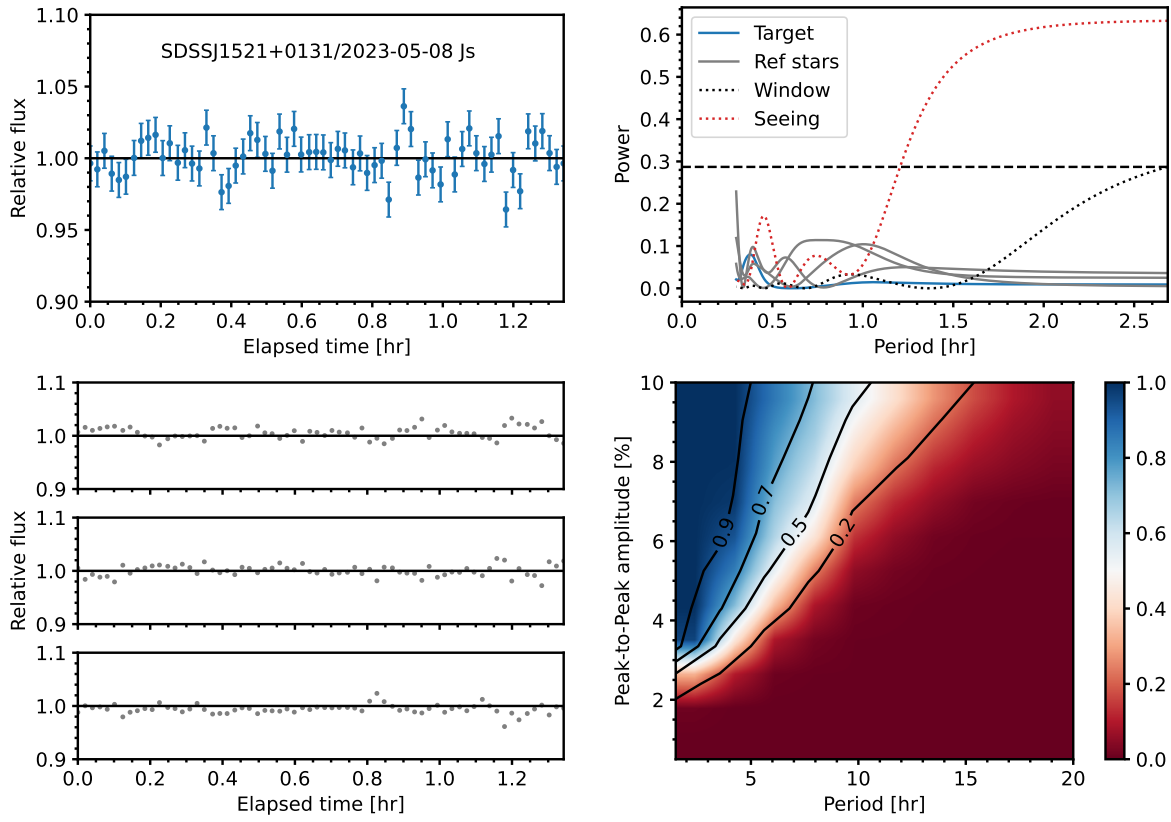 SDSSJ1521+0131/2023-05-08 Js
Relative flux
1.10
1.05
1.00
0.95
0.90
0.0 0.2 0.4 0.6 0.8 1.0 1.2
Elapsed time [hr]
Target
Ref stars
Window
Seeing
Power
0.6
0.5
0.4
0.3
0.2
0.1
0.0
0.0 0.5 1.0 1.5 2.0 2.5
Period [hr]
Relative flux
1.1
1.0
0.9
1.1
1.0
0.9
1.1
1.0
0.9
0.0 0.2 0.4 0.6 0.8 1.0 1.2
Elapsed time [hr]
Peak-to-Peak amplitude [%]
10
8
6
4
2
0.9 0.7 0.5 0.2
5 10 15 20
Period [hr]
1.0
0.8
0.6
0.4
0.2
0.0